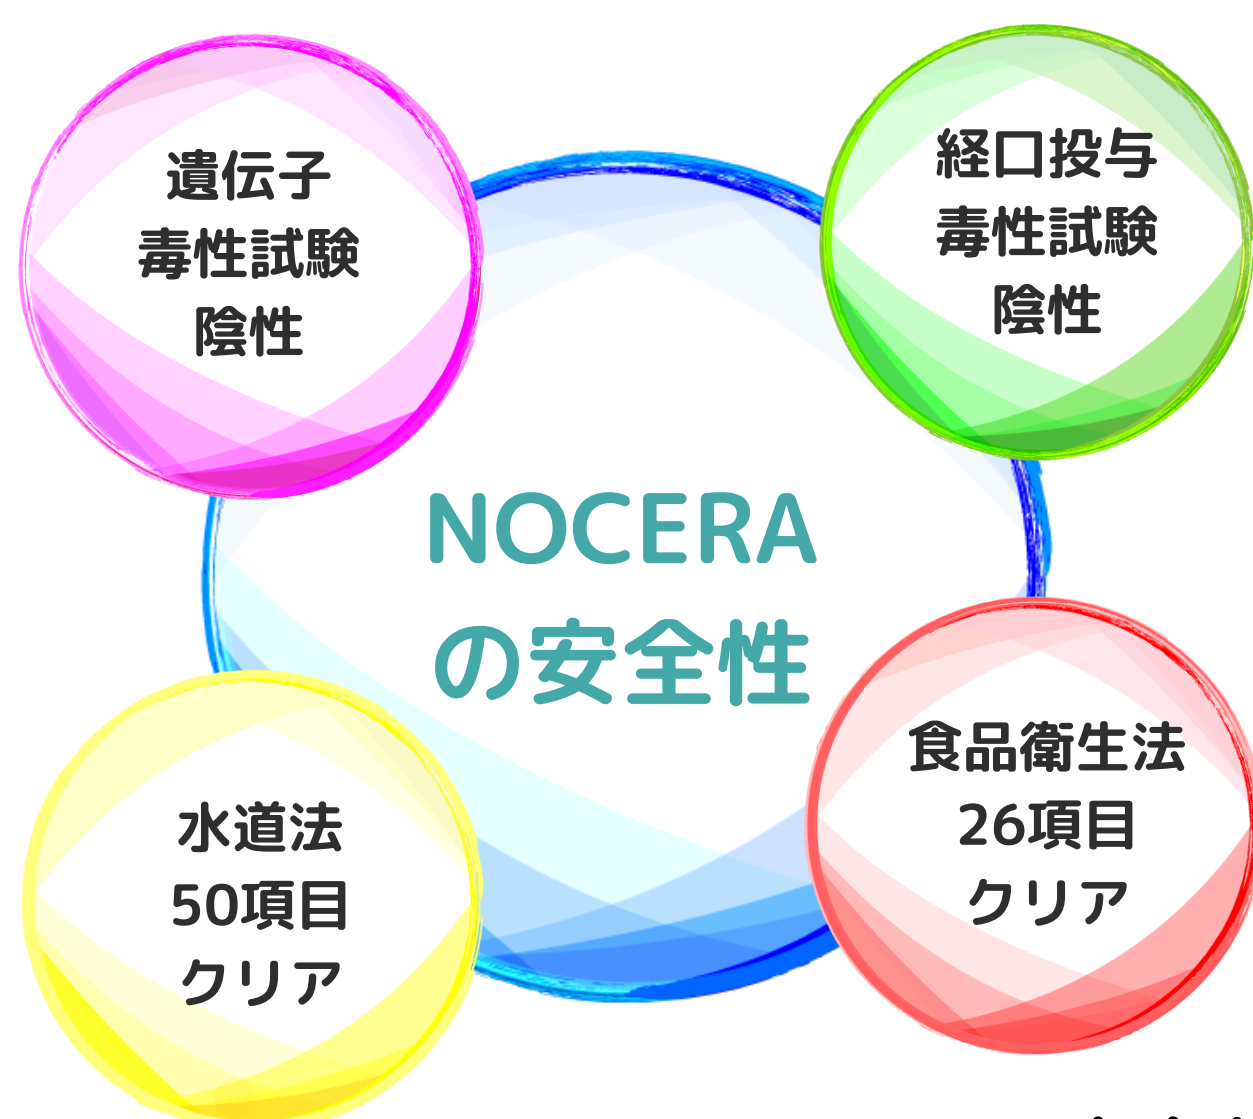 遺伝子
毒性試験
陰性
経口投与
毒性試験
陰性
NOCERA
の安全性
水道法
50項目
クリア
食品衛生法
26項目
クリア